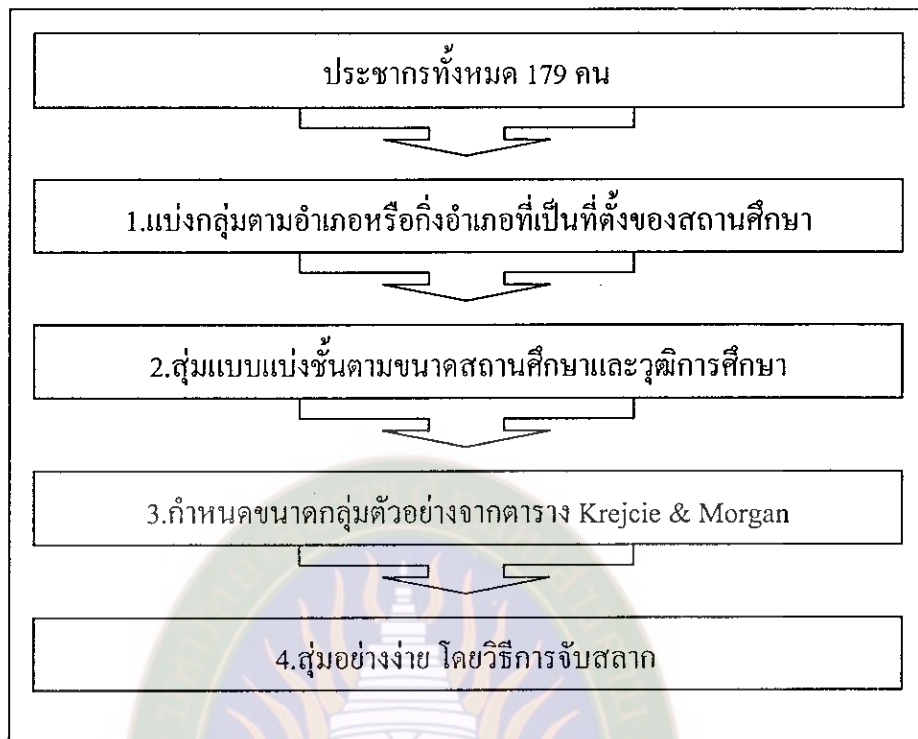 ประชากรทั้งหมด 179 คน
1.แบ่งกลุ่มตามอำเภอหรือกิ่งอำเภอที่เป็นที่ตั้งของสถานศึกษา
2.สุ่มแบบแบ่งชั้นตามขนาดสถานศึกษาและวุฒิการศึกษา
3.กำหนดขนาดกลุ่มตัวอย่างจากตาราง Krejcie & Morgan
4.สุ่มอย่างง่าย โดยวิธีการจับสลาก